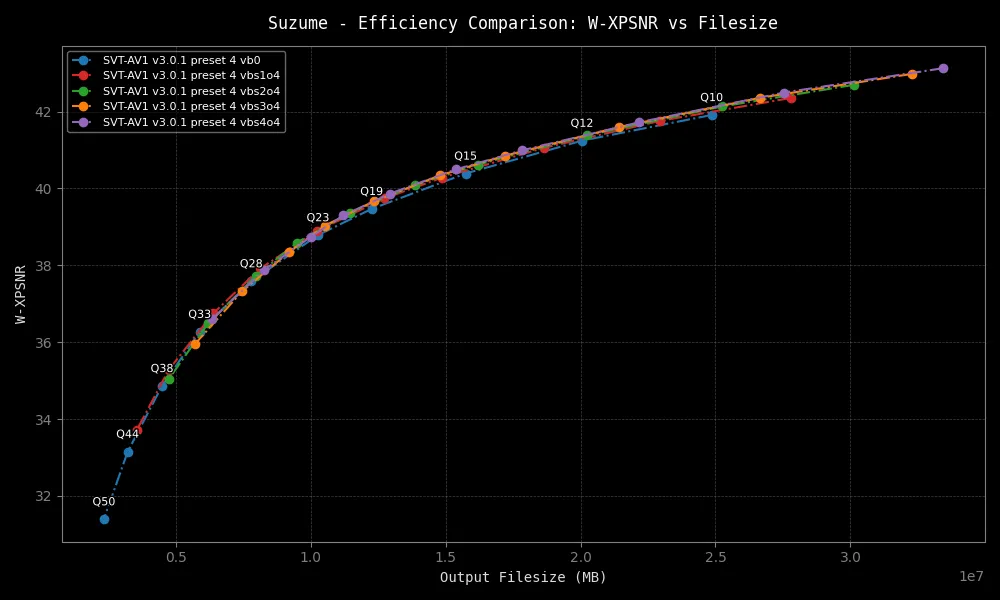 Suzume - Efficiency Comparison: W-XPSNR vs Filesize
SVT-AV1 v3.0.1 preset 4 vb0
SVT-AV1 v3.0.1 preset 4 vbs1o4
SVT-AV1 v3.0.1 preset 4 vbs2o4
SVT-AV1 v3.0.1 preset 4 vbs3o4
SVT-AV1 v3.0.1 preset 4 vbs4o4
W-XPSNR
42
40
38
36
34
32
Q10
Q12
Q15
Q19
Q23
Q28
Q33
Q38
Q44
Q50
0.5 1.0 1.5 2.0 2.5 3.0
1e7
Output Filesize (MB)